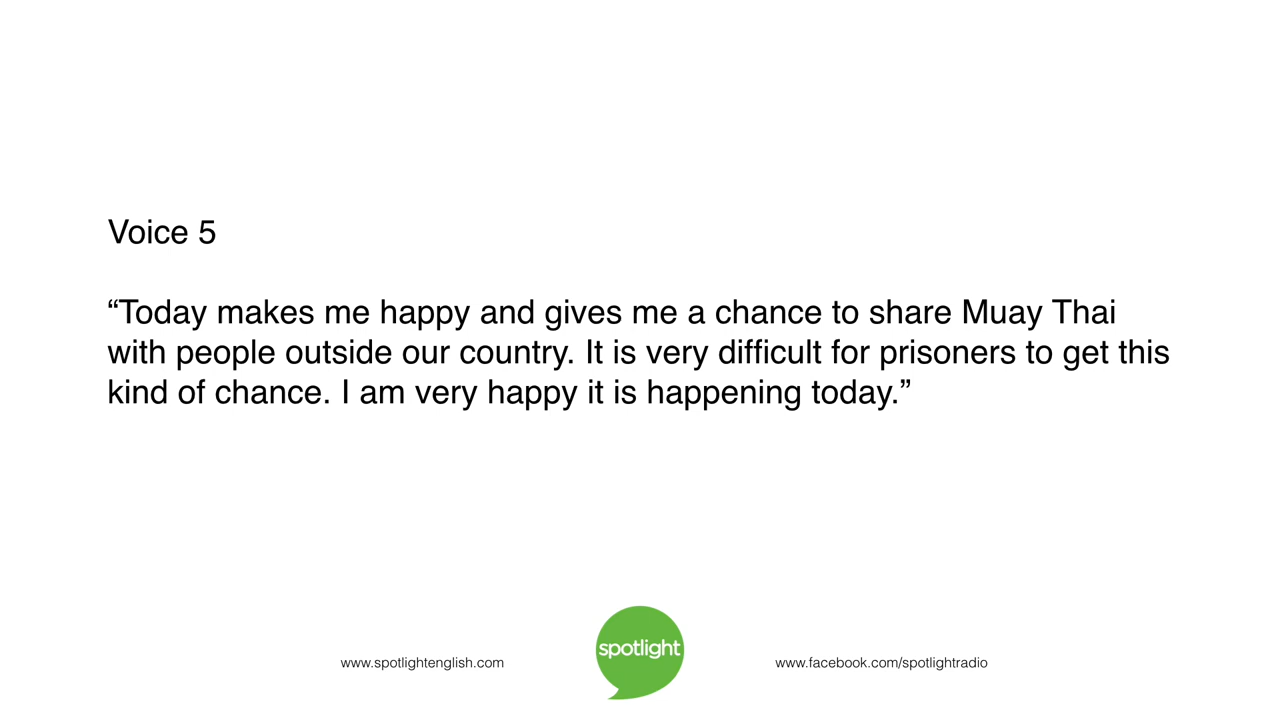 Voice 5
“Today makes me happy and gives me a chance to share Muay Thai
with people outside our country. It is very difficult for prisoners to get this
kind of chance. I am very happy it is happening today.”
spotlight
www.spotlightenglish.com
www.facebook.com/spotlightradio